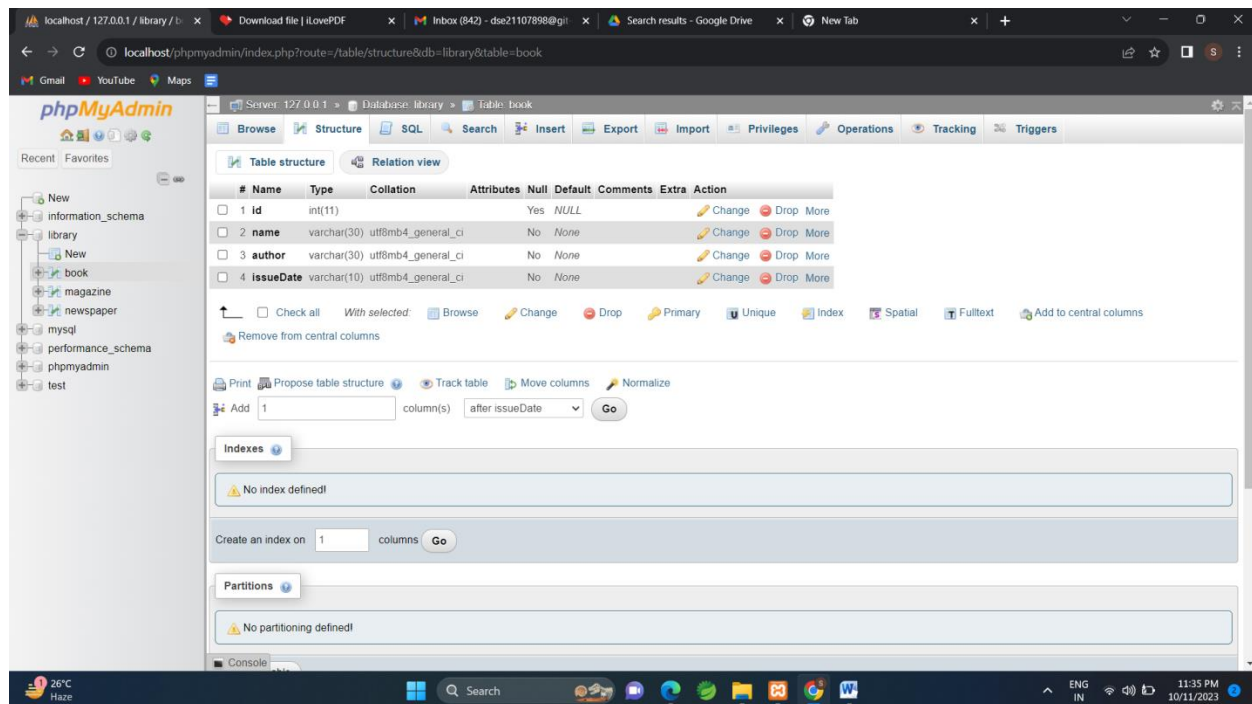 localhost / 127.0.0.1 / library / b
Download file | iLovePDF
Inbox (842) - dse21107898@git
Search results - Google Drive
New Tab
localhost/phpmyadmin/index.php?route=/table/structure&db=library&table=book
S
Gmail YouTube Maps
phpMyAdmin
Recent Favorites
New
information_schema
library
New
book
magazine
newspaper
mysql
performance_schema
phpmyadmin
test
Server: 127.0.0.1 » Database: library » Table: book
Browse Structure SQL Search Insert Export Import Privileges Operations Tracking Triggers
Table structure Relation view
# Name Type Collation Attributes Null Default Comments Extra Action
1 id int(11) Yes NULL Change Drop More
2 name varchar(30) utf8mb4_general_ci No None Change Drop More
3 author varchar(30) utf8mb4_general_ci No None Change Drop More
4 issueDate varchar(10) utf8mb4_general_ci No None Change Drop More
Check all With selected: Browse Change Drop Primary Unique Index Spatial Fulltext Add to central columns
Remove from central columns
Print Propose table structure Track table Move columns Normalize
Add 1 column(s) after issueDate Go
Indexes
No index defined!
Create an index on 1 columns Go
Partitions
No partitioning defined!
Console
1 26°C
Haze
Search
ENG
IN
11:35 PM
10/11/2023
2